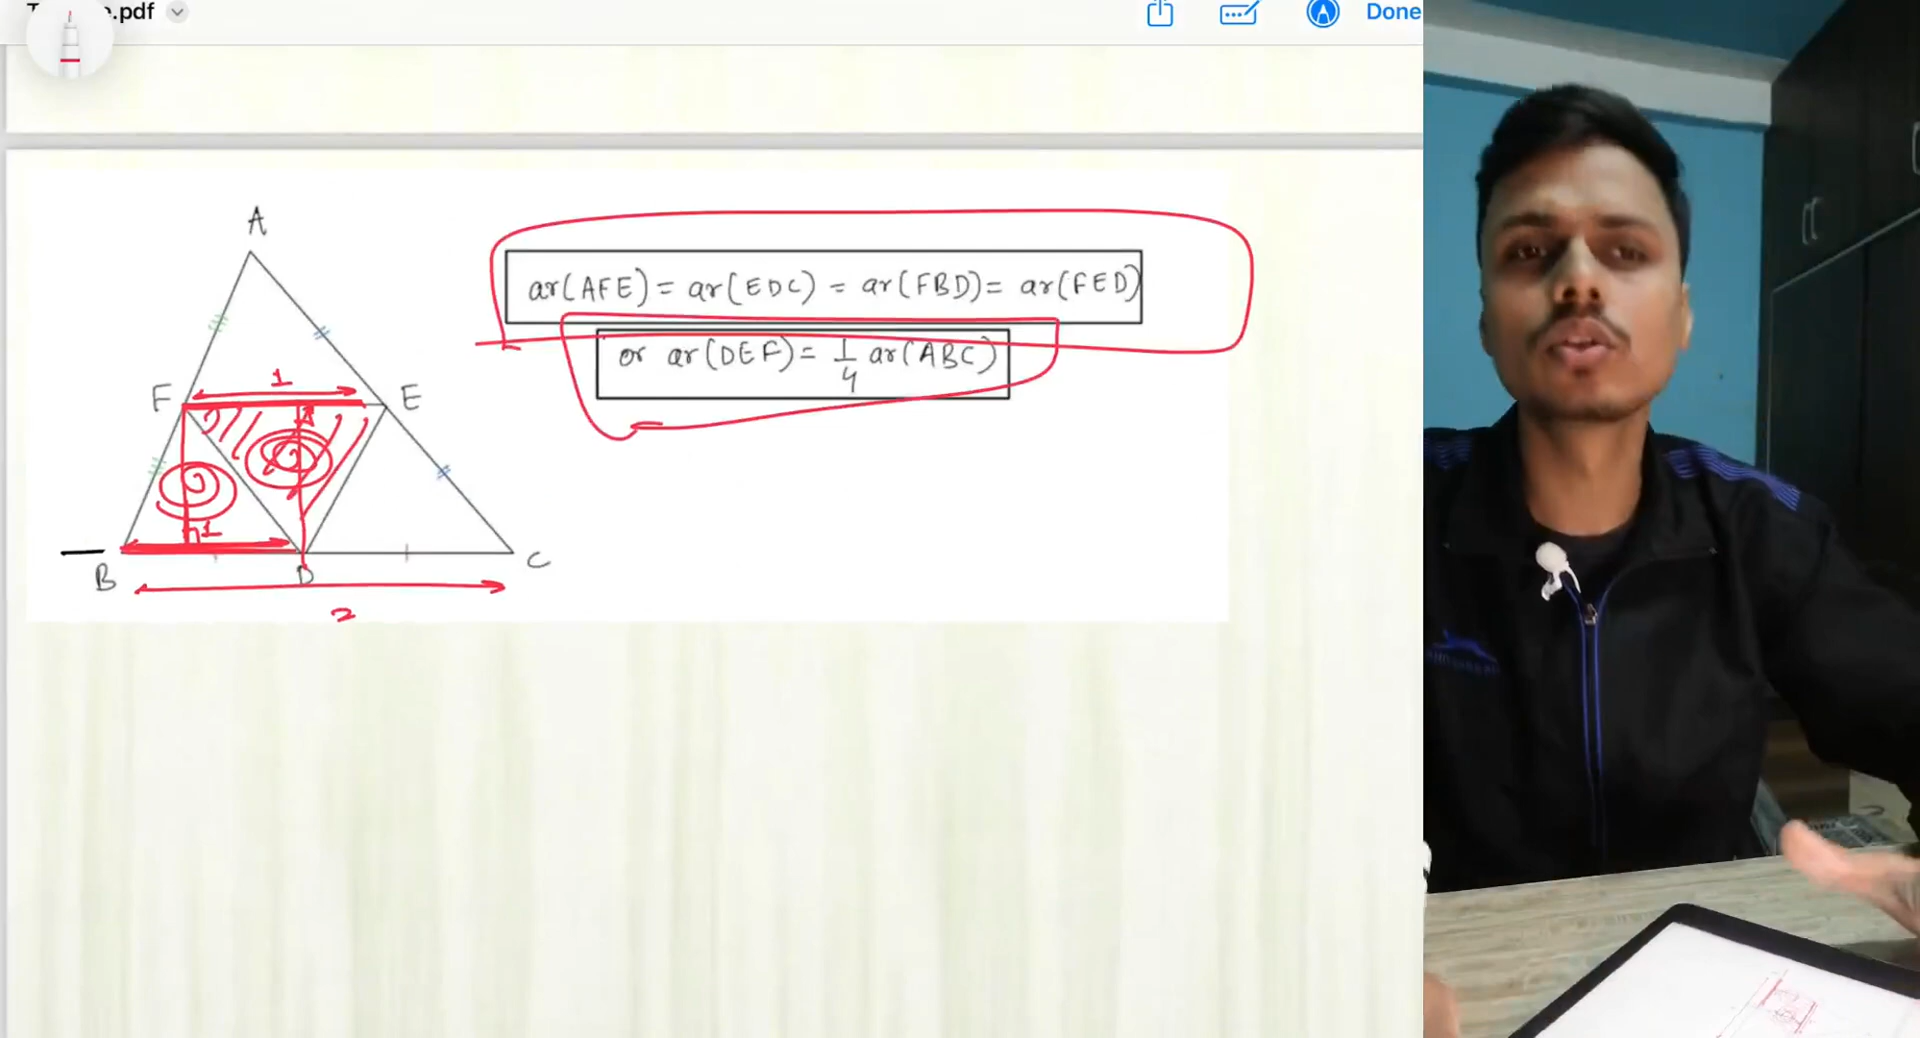 .pdf
Done
A
ar(AFE) = ar(EDC) = ar(FBD) = ar(FED)
or ar(DEF) = 1/4 ar(ABC)
1
F E
h 1
B D C
2